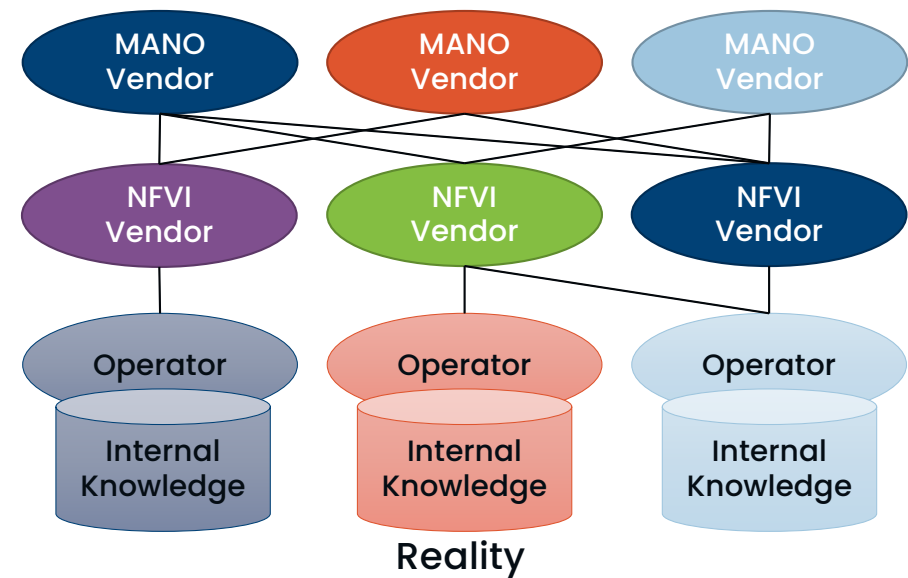 MANO
Vendor
MANO
Vendor
MANO
Vendor
NFVI
Vendor
NFVI
Vendor
NFVI
Vendor
Operator
Operator
Operator
Internal
Knowledge
Internal
Knowledge
Internal
Knowledge
Reality